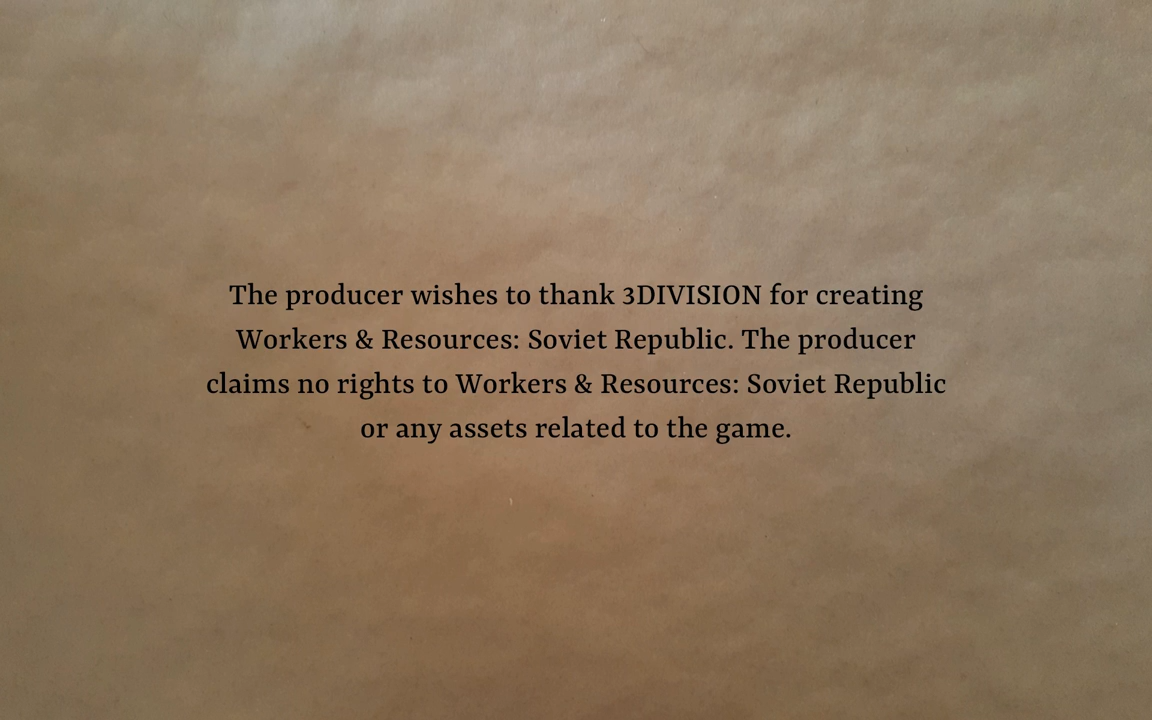 The producer wishes to thank 3DIVISION for creating
Workers & Resources: Soviet Republic. The producer
claims no rights to Workers & Resources: Soviet Republic
or any assets related to the game.